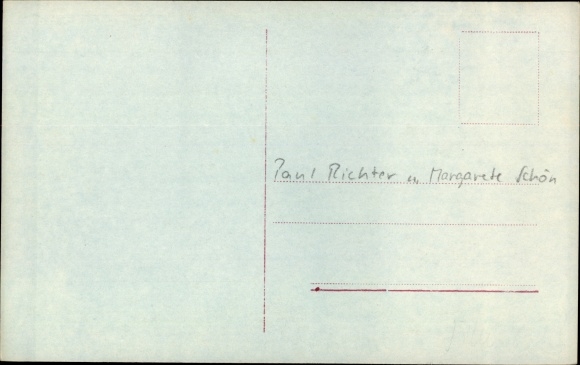 Paul Richter u. Margarete Schön